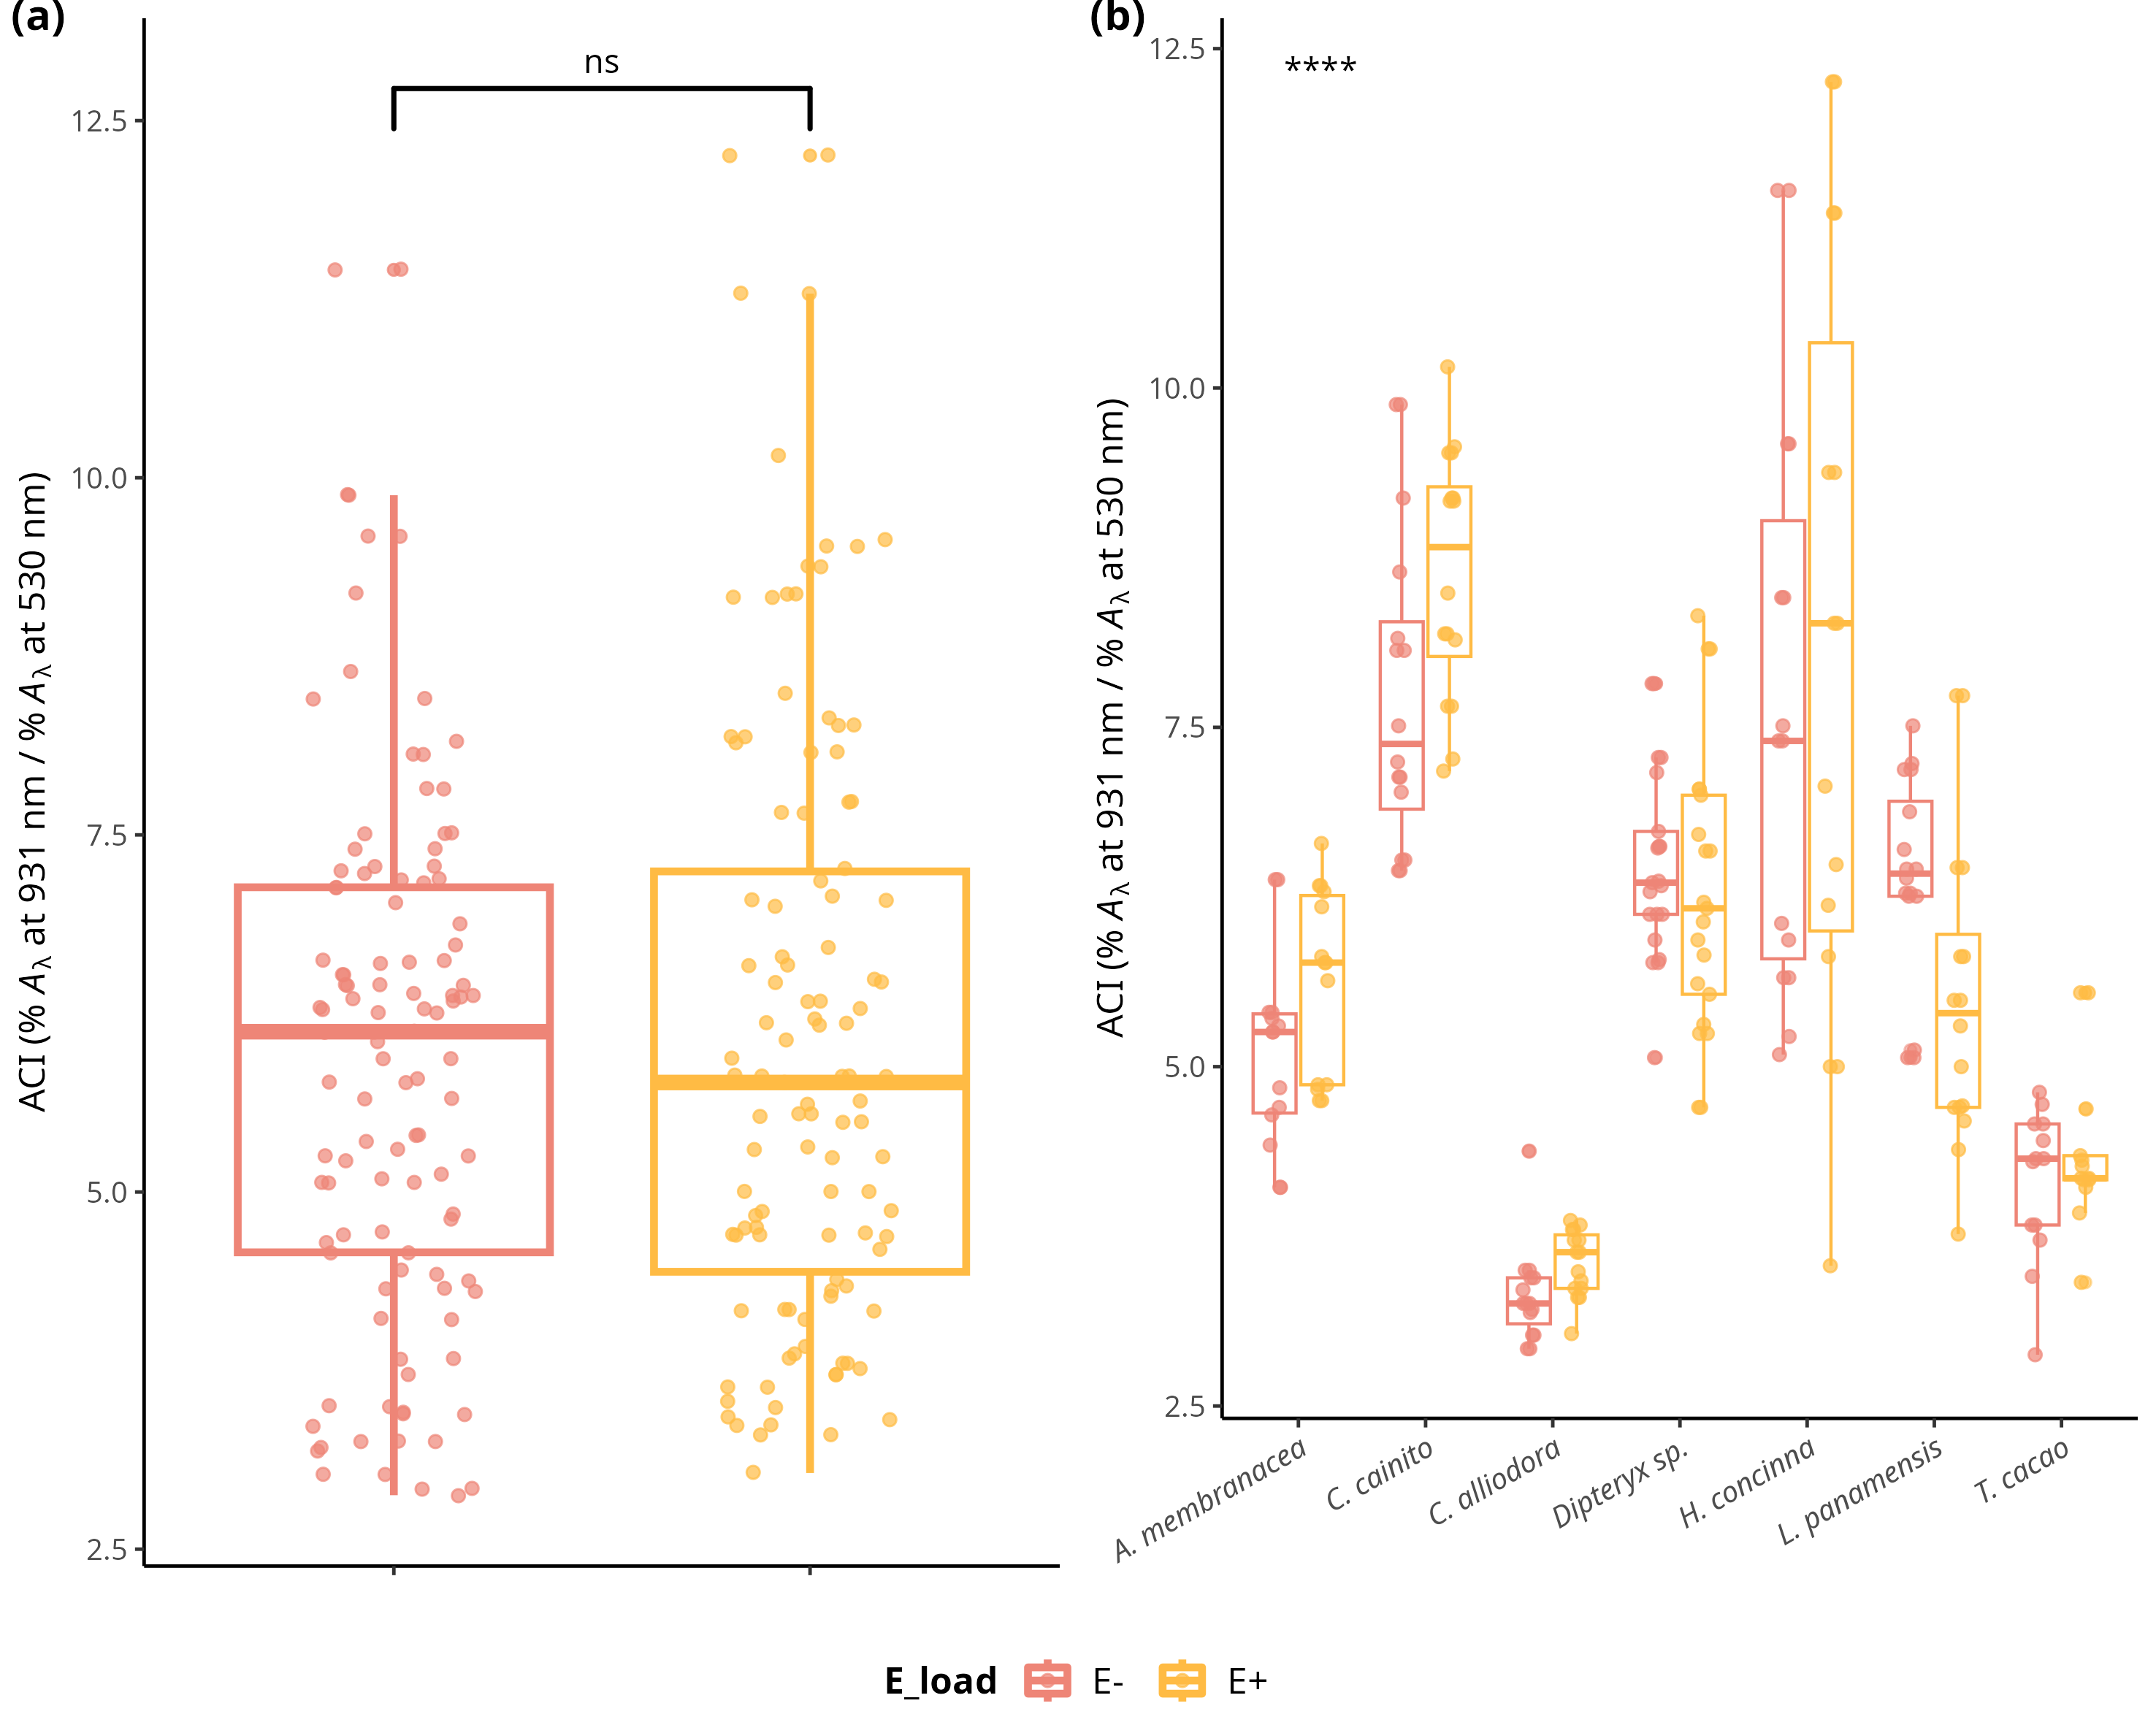 (a)
ns
12.5
10.0
7.5
5.0
2.5
ACI (% Aλ at 931 nm / % Aλ at 530 nm)
(b)
****
12.5
10.0
7.5
5.0
2.5
ACI (% Aλ at 931 nm / % Aλ at 530 nm)
A. membranacea
C. cainito
C. alliodora
Dipteryx sp.
H. concinna
L. panamensis
T. cacao
E_load E- E+